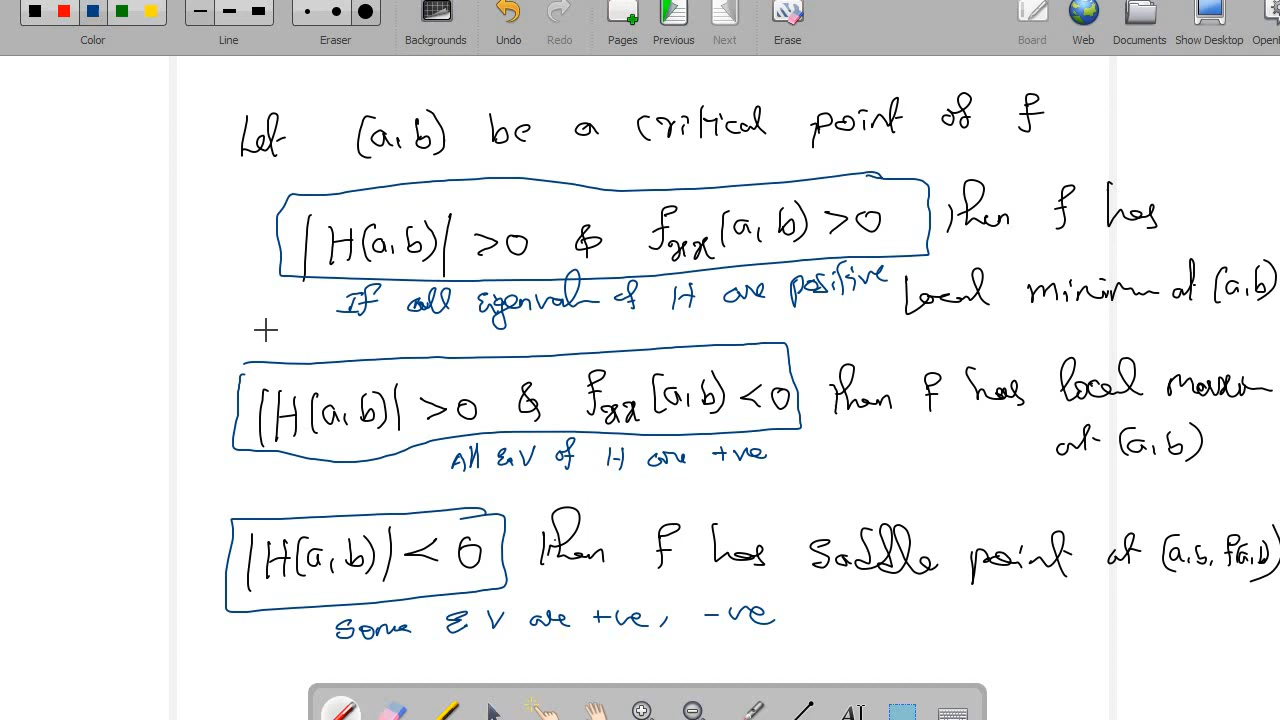 Color Line Eraser Backgrounds Undo Redo Pages Previous Next Erase Board Web Documents Show Desktop
Let (a,b) be a critical point of f
|H(a,b)| >0 & fxx(a,b) >0 then f has
If all eigenval of H are positive local minimum at (a,b)
|H(a,b)| >0 & fxx(a,b) <0 then f has local maxim
at (a,b)
All EV of H are +ve
|H(a,b)| < 0 then f has saddle point at (a,b, f(a,b)
Some EV are +ve, -ve